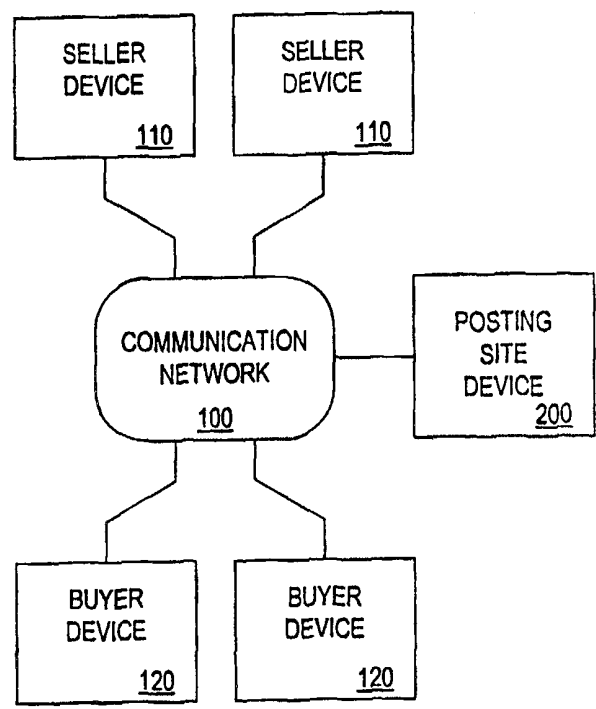 SELLER
DEVICE
110
SELLER
DEVICE
110
COMMUNICATION
NETWORK
100
POSTING
SITE
DEVICE
200
BUYER
DEVICE
120
BUYER
DEVICE
120